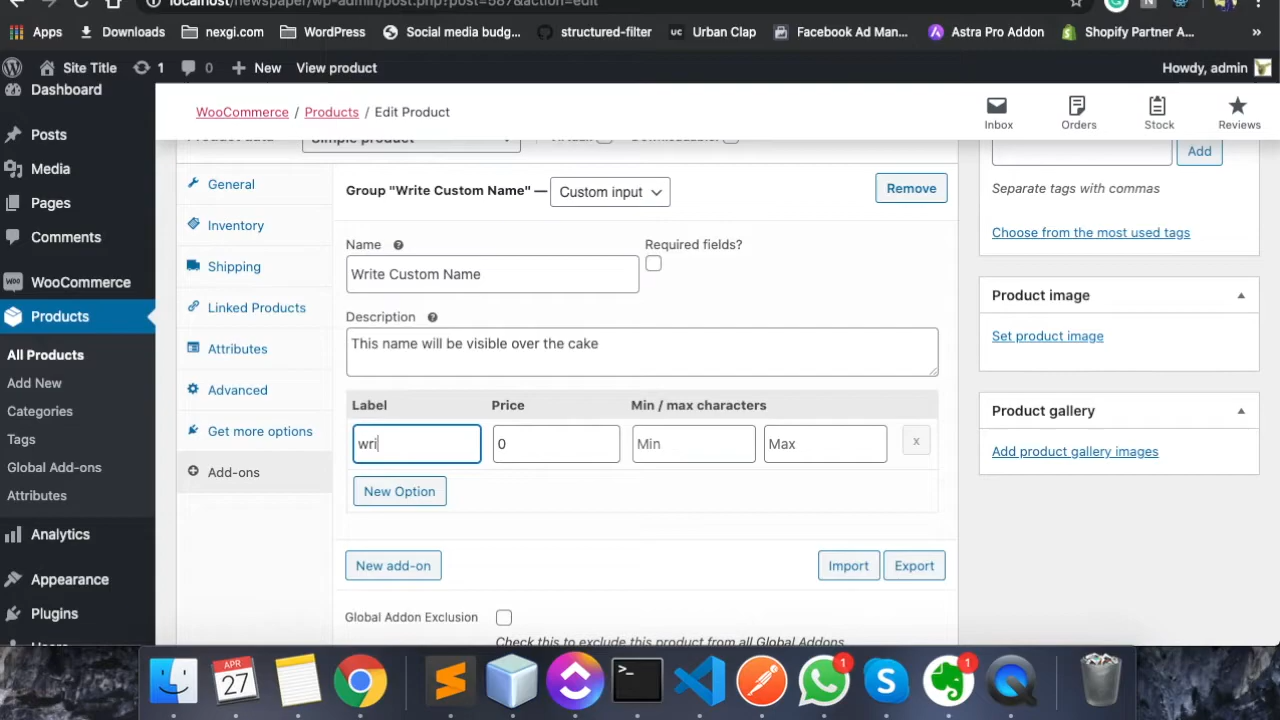 localhost/newspaper/wp-admin/post.php?post=587&action=edit
Apps
Downloads
nexgi.com
WordPress
Social media budg...
structured-filter
UC Urban Clap
Facebook Ad Man...
Astra Pro Addon
Shopify Partner A...
»
Site Title
1
0
New
View product
Howdy, admin
Dashboard
Posts
Media
Pages
Comments
WooCommerce
Products
All Products
Add New
Categories
Tags
Global Add-ons
Attributes
Analytics
Appearance
Plugins
WooCommerce / Products / Edit Product
Inbox
Orders
Stock
Reviews
Simple product
General
Inventory
Shipping
Linked Products
Attributes
Advanced
Get more options
Add-ons
Group "Write Custom Name" — Custom input
Remove
Name
Required fields?
Write Custom Name
Description
This name will be visible over the cake
Label
Price
Min / max characters
wri
0
Min
Max
x
New Option
New add-on
Import
Export
Global Addon Exclusion
Check this to exclude this product from all Global Addons
Add
Separate tags with commas
Choose from the most used tags
Product image
Set product image
Product gallery
Add product gallery images
APR
27
1
1